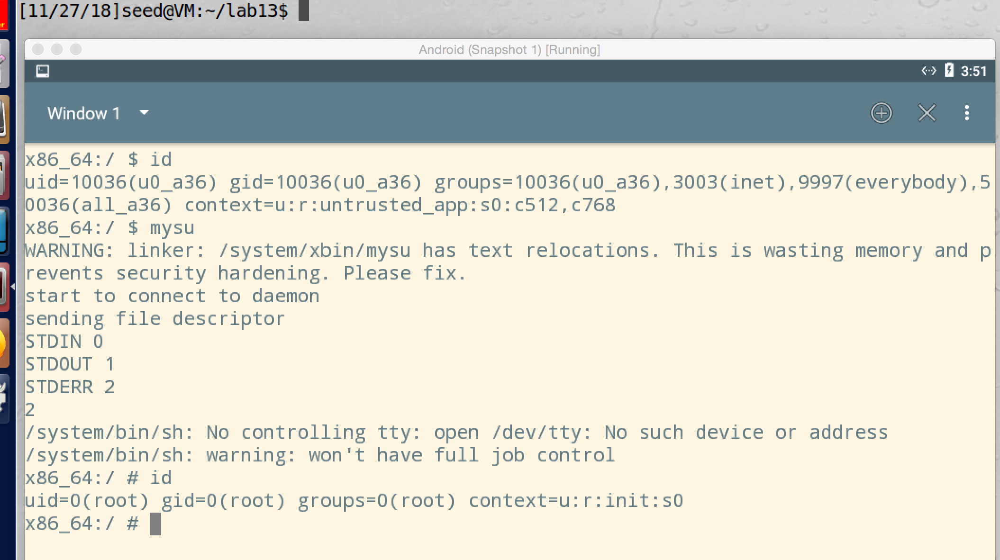 [11/27/18]seed@VM:~/lab13$
Android (Snapshot 1) [Running]
3:51
Window 1
x86_64:/ $ id
uid=10036(u0_a36) gid=10036(u0_a36) groups=10036(u0_a36),3003(inet),9997(everybody),5
0036(all_a36) context=u:r:untrusted_app:s0:c512,c768
x86_64:/ $ mysu
WARNING: linker: /system/xbin/mysu has text relocations. This is wasting memory and p
revents security hardening. Please fix.
start to connect to daemon
sending file descriptor
STDIN 0
STDOUT 1
STDERR 2
2
/system/bin/sh: No controlling tty: open /dev/tty: No such device or address
/system/bin/sh: warning: won't have full job control
x86_64:/ # id
uid=0(root) gid=0(root) groups=0(root) context=u:r:init:s0
x86_64:/ #